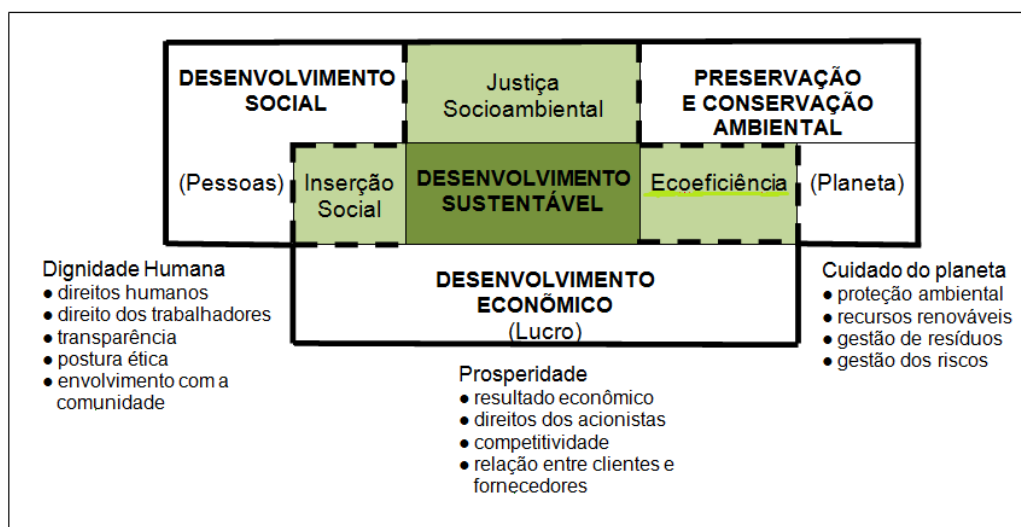 DESENVOLVIMENTO
SOCIAL
(Pessoas)
Justiça
Socioambiental
PRESERVAÇÃO
E CONSERVAÇÃO
AMBIENTAL
(Planeta)
Inserção
Social
DESENVOLVIMENTO
SUSTENTÁVEL
Ecoeficiência
DESENVOLVIMENTO
ECONÕMICO
(Lucro)
Dignidade Humana
● direitos humanos
● direito dos trabalhadores
● transparência
● postura ética
● envolvimento com a
comunidade
Prosperidade
● resultado econômico
● direitos dos acionistas
● competitividade
● relação entre clientes e
fornecedores
Cuidado do planeta
● proteção ambiental
● recursos renováveis
● gestão de resíduos
● gestão dos riscos